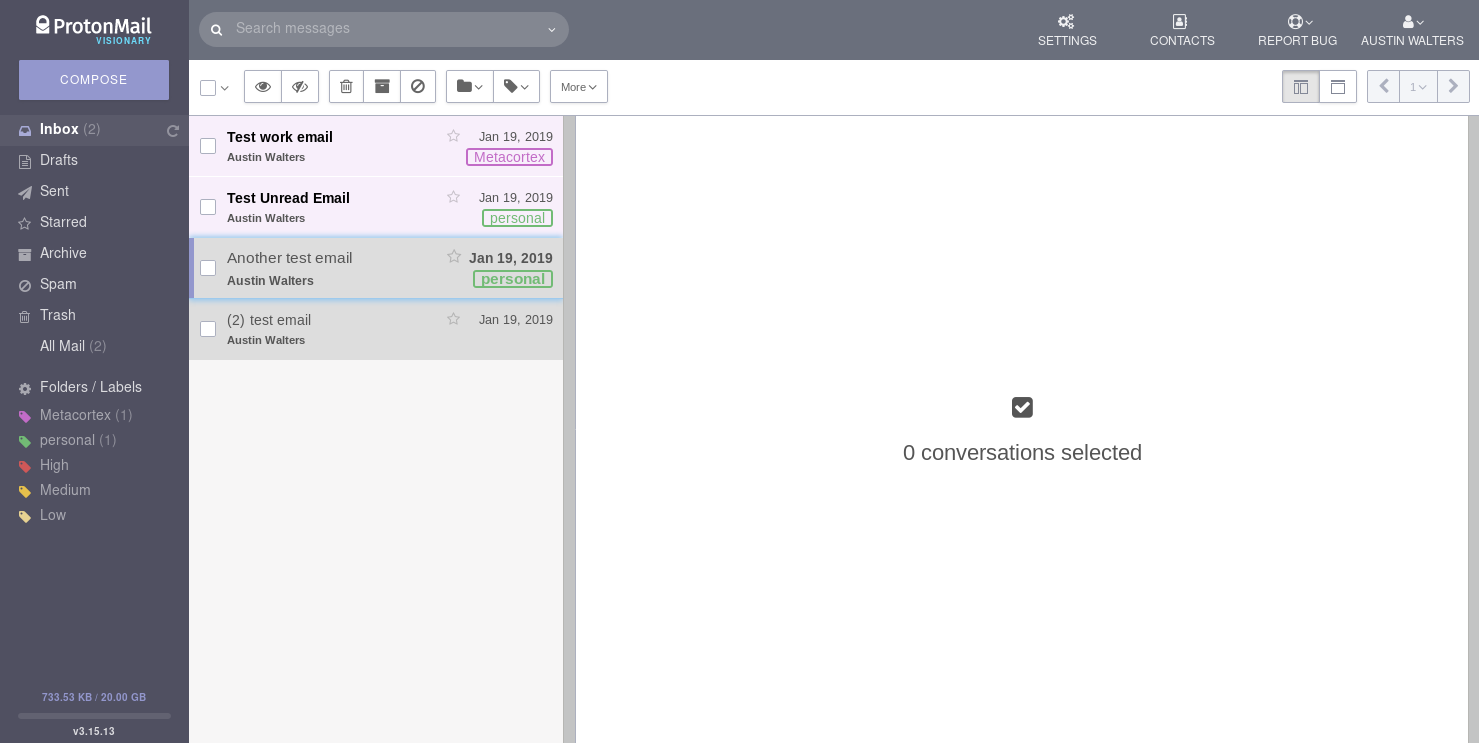 ProtonMail
VISIONARY
Search messages
SETTINGS
CONTACTS
REPORT BUG
AUSTIN WALTERS
COMPOSE
More
1
Inbox (2)
Drafts
Sent
Starred
Archive
Spam
Trash
All Mail (2)
Folders / Labels
Metacortex (1)
personal (1)
High
Medium
Low
733.53 KB / 20.00 GB
v3.15.13
Test work email Jan 19, 2019
Austin Walters Metacortex
Test Unread Email Jan 19, 2019
Austin Walters personal
Another test email Jan 19, 2019
Austin Walters personal
(2) test email Jan 19, 2019
Austin Walters
0 conversations selected